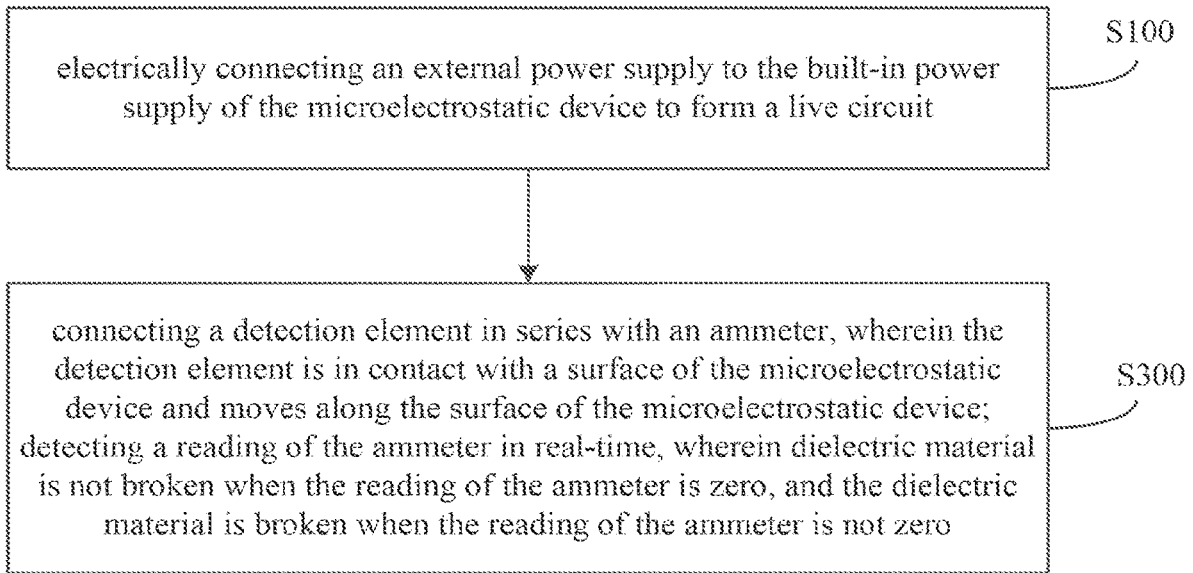 S100
electrically connecting an external power supply to the built-in power
supply of the microelectrostatic device to form a live circuit
connecting a detection element in series with an ammeter, wherein the
detection element is in contact with a surface of the microelectrostatic
device and moves along the surface of the microelectrostatic device;
detecting a reading of the ammeter in real-time, wherein dielectric material
is not broken when the reading of the ammeter is zero, and the dielectric
material is broken when the reading of the ammeter is not zero
S300